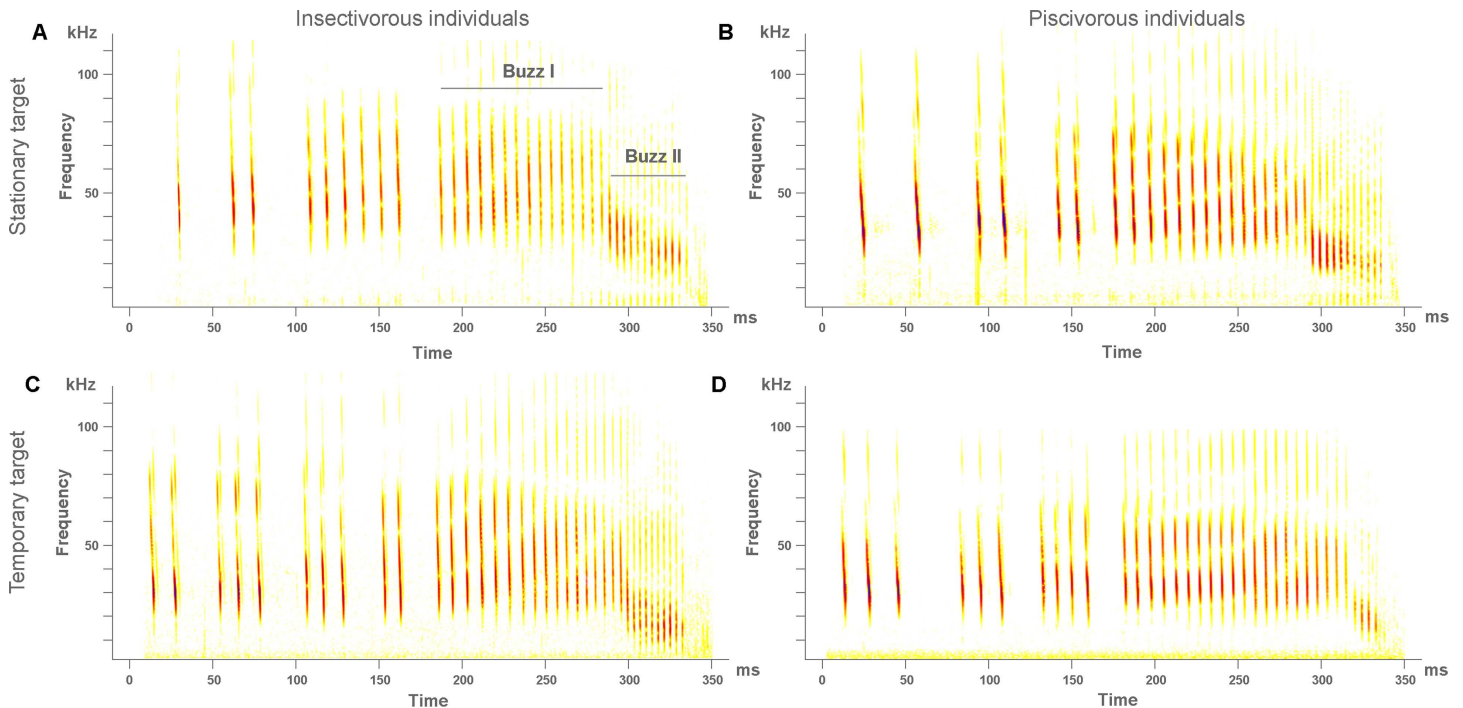 Insectivorous individuals
Piscivorous individuals
Stationary target
Temporary target
A
kHz
100
50
Frequency
Buzz I
Buzz II
0 50 100 150 200 250 300 350 ms
Time
B
kHz
100
50
Frequency
0 50 100 150 200 250 300 350 ms
Time
C
kHz
100
50
Frequency
0 50 100 150 200 250 300 350 ms
Time
D
kHz
100
50
Frequency
0 50 100 150 200 250 300 350 ms
Time